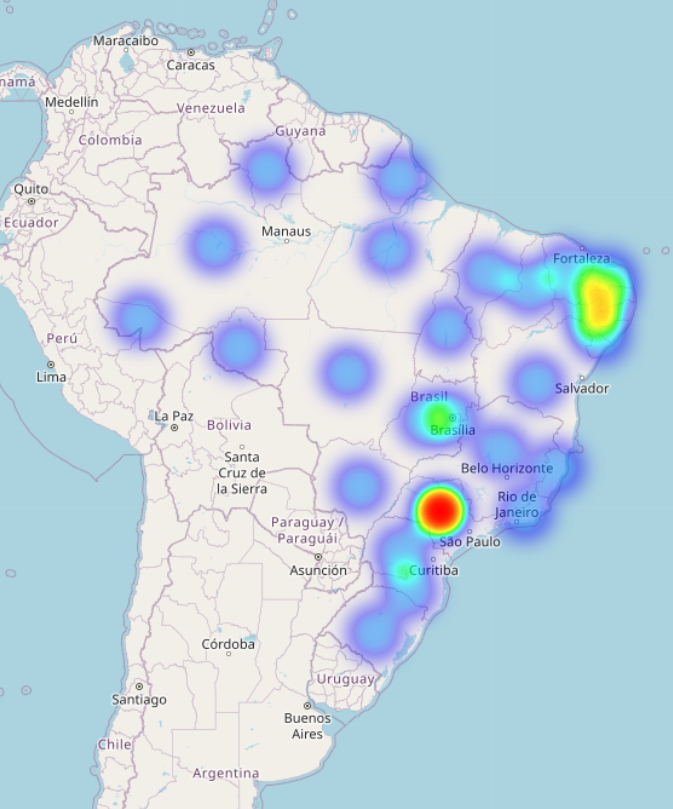 Maracaibo
Caracas
namá
Medellín
Venezuela
Guyana
Colombia
Quito
Ecuador
Manaus
Fortaleza
Perú
Lima
Salvador
Brasil
La Paz
Bolivia
Brasília
Santa
Cruz de
la Sierra
Belo Horizonte
Rio de
Janeiro
Paraguay /
Paraguái
São Paulo
Asunción
Curitiba
Córdoba
Uruguay
Santiago
Buenos
Aires
Chile
Argentina